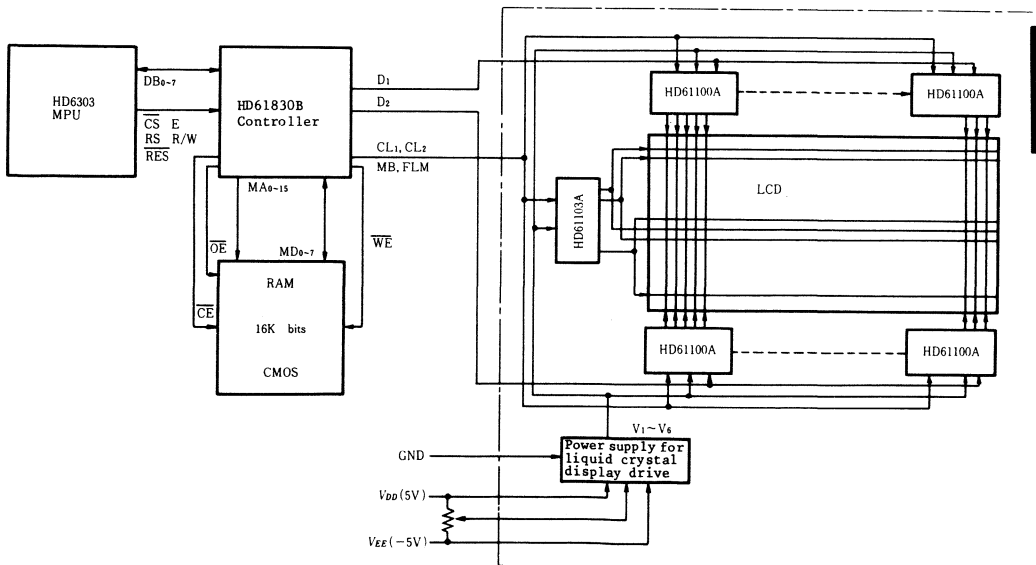 HD6303
MPU
DB0~7
CS E
RS R/W
RES
HD61830B
Controller
D1
D2
CL1, CL2
MB, FLM
MA0~15
MD0~7
OE
WE
CE
RAM
16K bits
CMOS
HD61100A
HD61100A
HD61103A
LCD
HD61100A
HD61100A
V1~V6
Power supply for
liquid crystal
display drive
GND
VDD(5V)
VEE(−5V)